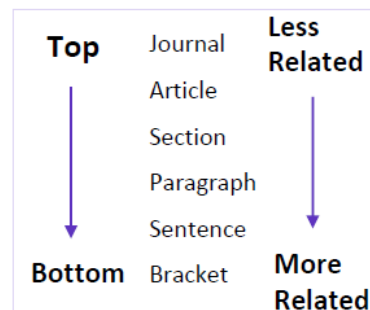 Top
Journal
Less
Related
Article
Section
Paragraph
Sentence
Bottom
Bracket
More
Related